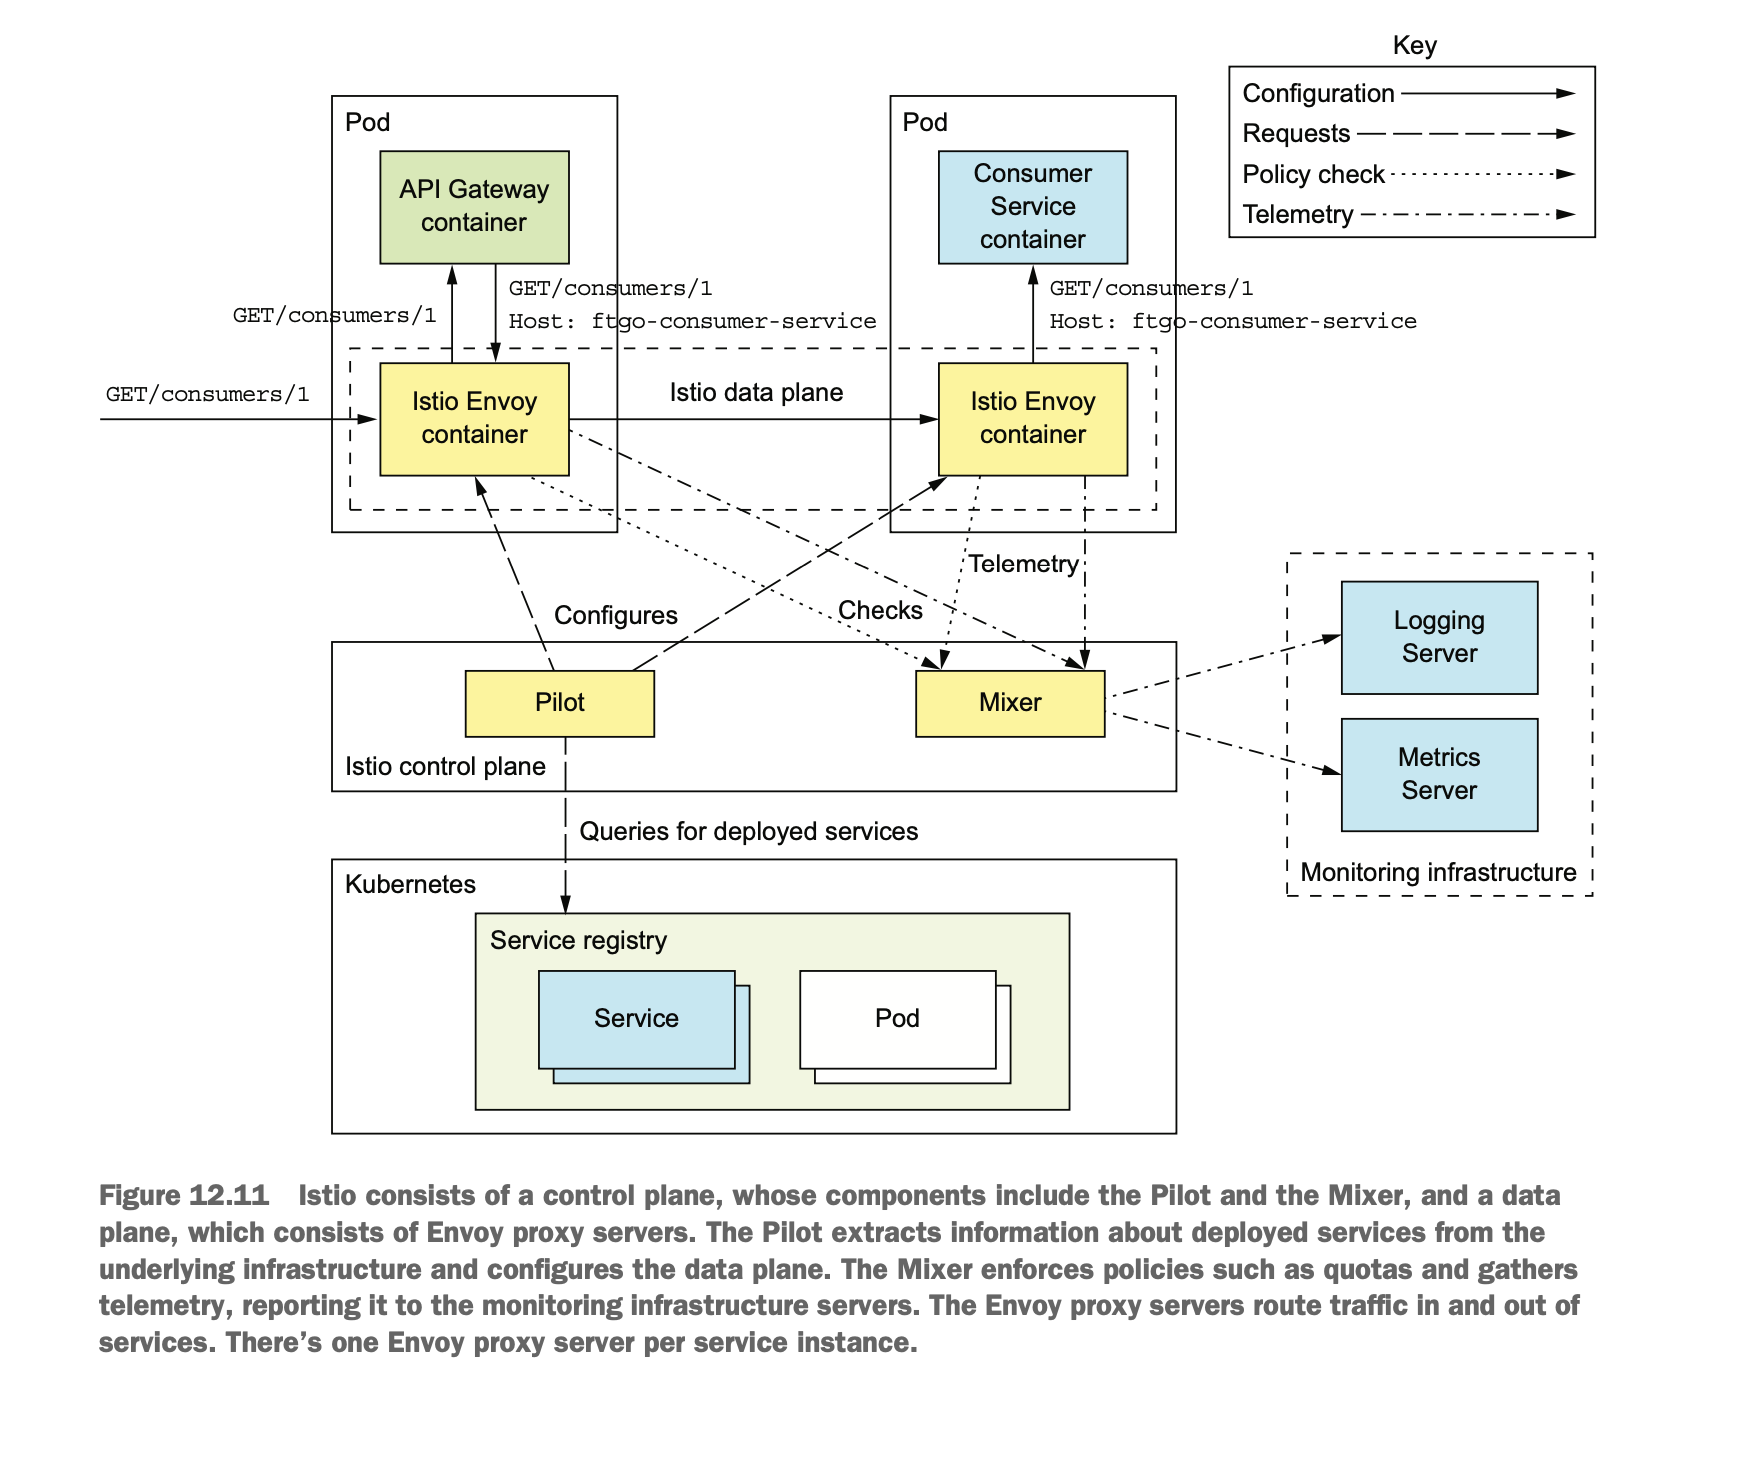 Key
Configuration
Requests
Policy check
Telemetry
Pod
API Gateway
container
Pod
Consumer
Service
container
GET/consumers/1
GET/consumers/1
Host: ftgo-consumer-service
GET/consumers/1
Host: ftgo-consumer-service
GET/consumers/1
Istio Envoy
container
Istio data plane
Istio Envoy
container
Telemetry
Configures
Checks
Pilot
Mixer
Istio control plane
Logging
Server
Metrics
Server
Monitoring infrastructure
Queries for deployed services
Kubernetes
Service registry
Service
Pod
Figure 12.11 Istio consists of a control plane, whose components include the Pilot and the Mixer, and a data
plane, which consists of Envoy proxy servers. The Pilot extracts information about deployed services from the
underlying infrastructure and configures the data plane. The Mixer enforces policies such as quotas and gathers
telemetry, reporting it to the monitoring infrastructure servers. The Envoy proxy servers route traffic in and out of
services. There’s one Envoy proxy server per service instance.